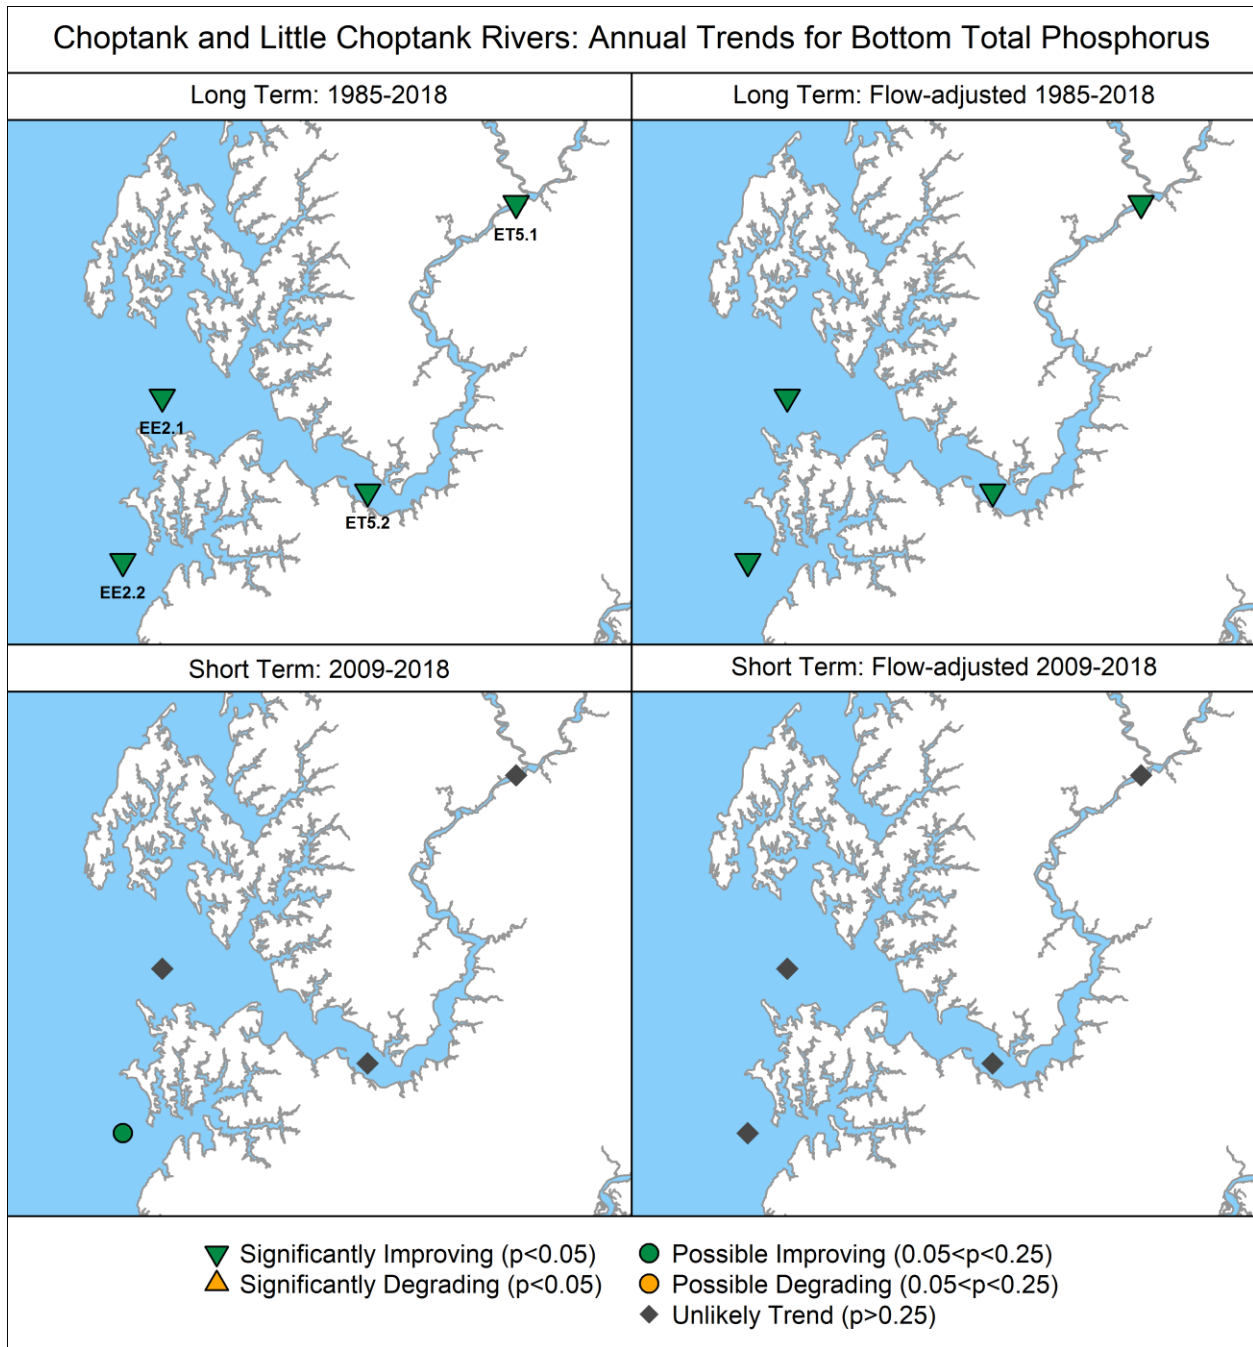 Choptank and Little Choptank Rivers: Annual Trends for Bottom Total Phosphorus
Long Term: 1985-2018
Long Term: Flow-adjusted 1985-2018
ET5.1
EE2.1
ET5.2
EE2.2
Short Term: 2009-2018
Short Term: Flow-adjusted 2009-2018
Significantly Improving (p<0.05)
Significantly Degrading (p<0.05)
Possible Improving (0.05<p<0.25)
Possible Degrading (0.05<p<0.25)
Unlikely Trend (p>0.25)